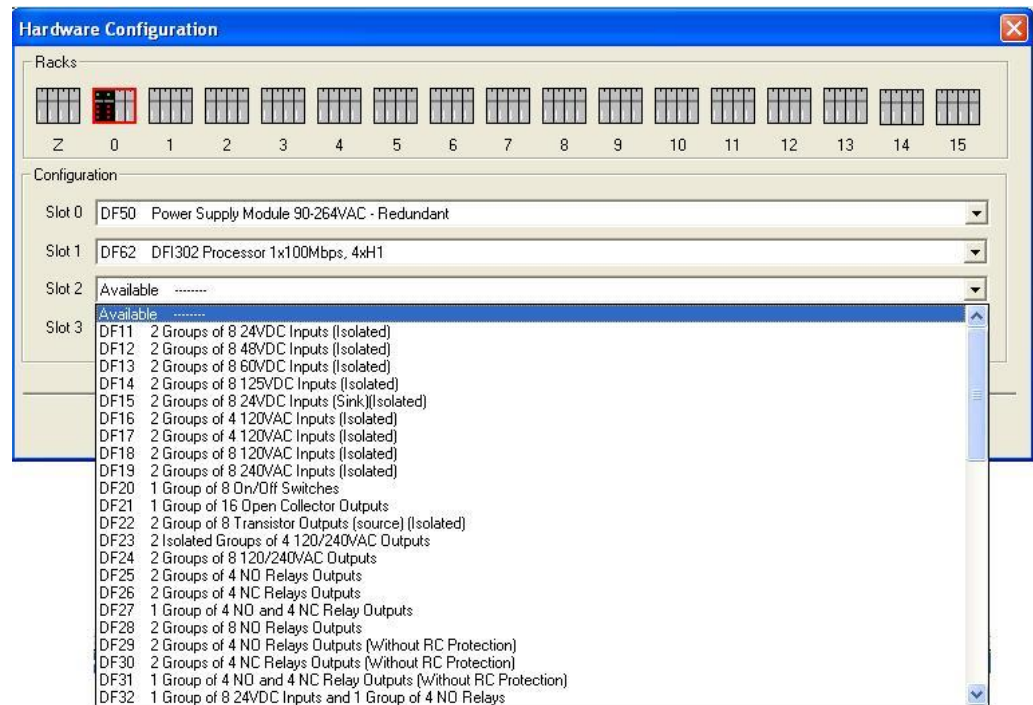 Hardware Configuration
Racks
Z 0 1 2 3 4 5 6 7 8 9 10 11 12 13 14 15
Configuration
Slot 0 DF50 Power Supply Module 90-264VAC - Redundant
Slot 1 DF62 DFI302 Processor 1x100Mbps, 4xH1
Slot 2 Available --------
Available --------
Slot 3
DF11 2 Groups of 8 24VDC Inputs (Isolated)
DF12 2 Groups of 8 48VDC Inputs (Isolated)
DF13 2 Groups of 8 60VDC Inputs (Isolated)
DF14 2 Groups of 8 125VDC Inputs (Isolated)
DF15 2 Groups of 8 24VDC Inputs (Sink)(Isolated)
DF16 2 Groups of 4 120VAC Inputs (Isolated)
DF17 2 Groups of 4 120VAC Inputs (Isolated)
DF18 2 Groups of 8 120VAC Inputs (Isolated)
DF19 2 Groups of 8 240VAC Inputs (Isolated)
DF20 1 Group of 8 On/Off Switches
DF21 1 Group of 16 Open Collector Outputs
DF22 2 Group of 8 Transistor Outputs (source) (Isolated)
DF23 2 Isolated Groups of 4 120/240VAC Outputs
DF24 2 Groups of 8 120/240VAC Outputs
DF25 2 Groups of 4 NO Relays Outputs
DF26 2 Groups of 4 NC Relays Outputs
DF27 1 Group of 4 NO and 4 NC Relay Outputs
DF28 2 Groups of 8 NO Relays Outputs
DF29 2 Groups of 4 NO Relays Outputs (Without RC Protection)
DF30 2 Groups of 4 NC Relays Outputs (Without RC Protection)
DF31 1 Group of 4 NO and 4 NC Relay Outputs (Without RC Protection)
DF32 1 Group of 8 24VDC Inputs and 1 Group of 4 NO Relays